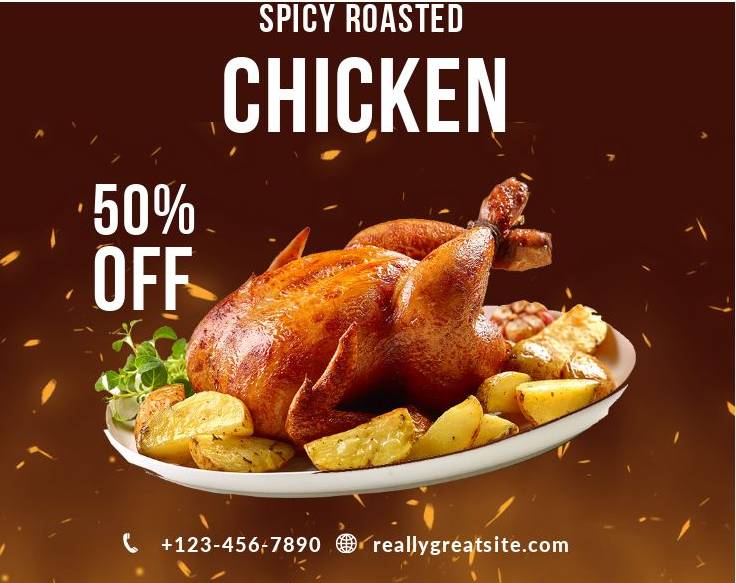 SPICY ROASTED
CHICKEN
50%
OFF
+123-456-7890 reallygreatsite.com